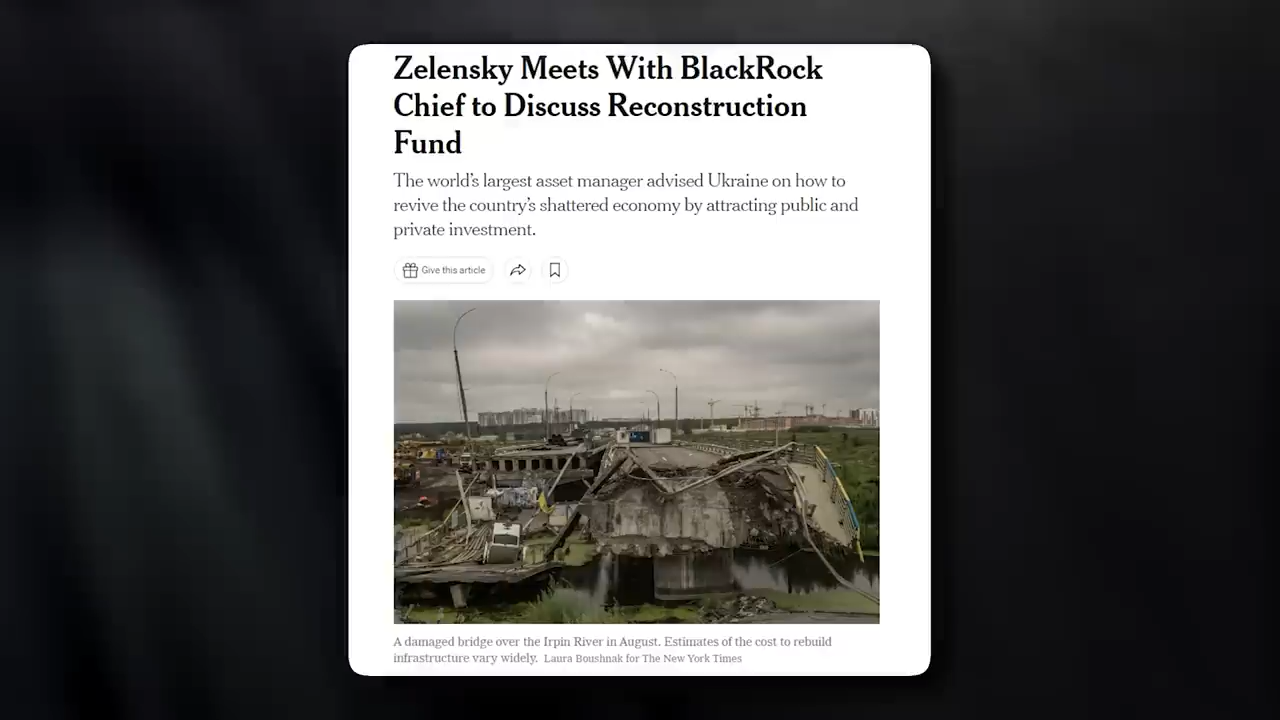 Zelensky Meets With BlackRock
Chief to Discuss Reconstruction
Fund
The world's largest asset manager advised Ukraine on how to
revive the country's shattered economy by attracting public and
private investment.
Give this article
A damaged bridge over the Irpin River in August. Estimates of the cost to rebuild
infrastructure vary widely. Laura Boushnak for The New York Times